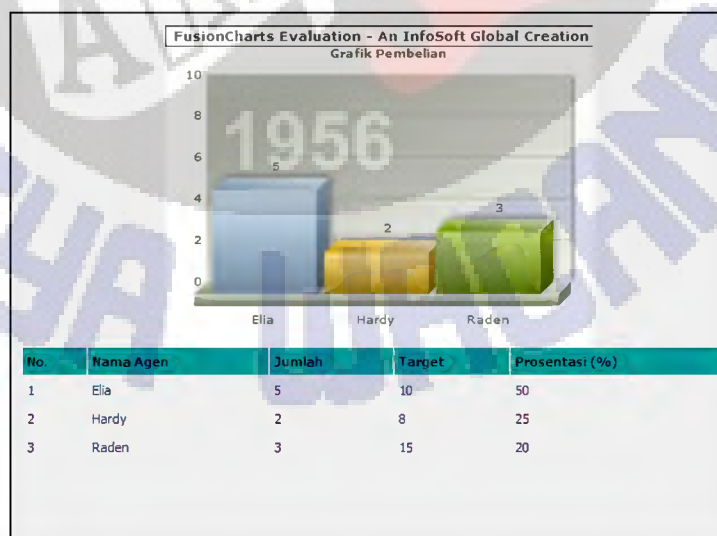 FusionCharts Evaluation - An InfoSoft Global Creation
Grafik Pembelian
10
8
6
4
2
0
1956
5
2
3
Elia Hardy Raden
No. Nama Agen Jumlah Target Prosentasi (%)
1 Elia 5 10 50
2 Hardy 2 8 25
3 Raden 3 15 20